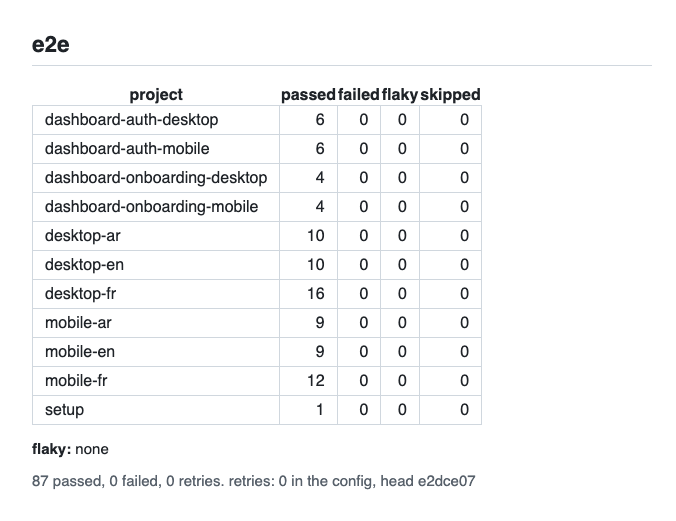 e2e
project passed failed flaky skipped
dashboard-auth-desktop 6 0 0 0
dashboard-auth-mobile 6 0 0 0
dashboard-onboarding-desktop 4 0 0 0
dashboard-onboarding-mobile 4 0 0 0
desktop-ar 10 0 0 0
desktop-en 10 0 0 0
desktop-fr 16 0 0 0
mobile-ar 9 0 0 0
mobile-en 9 0 0 0
mobile-fr 12 0 0 0
setup 1 0 0 0
flaky: none
87 passed, 0 failed, 0 retries. retries: 0 in the config, head e2dce07